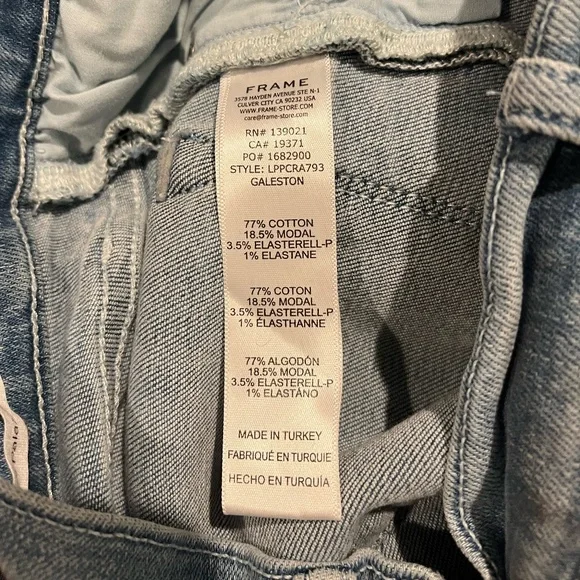 FRAME
3578 HAYDEN AVENUE STE N-1
CULVER CITY CA 90232 USA
WWW.FRAME-STORE.COM
care@frame-store.com
RN# 139021
CA# 19371
PO# 1682900
STYLE: LPPCRA793
GALESTON
77% COTTON
18.5% MODAL
3.5% ELASTERELL-P
1% ELASTANE
77% COTON
18.5% MODAL
3.5% ELASTERELL-P
1% ÉLASTHANNE
77% ALGODÓN
18.5% MODAL
3.5% ELASTERELL-P
1% ELASTÁNO
MADE IN TURKEY
FABRIQUÉ EN TURQUIE
HECHO EN TURQUÍA